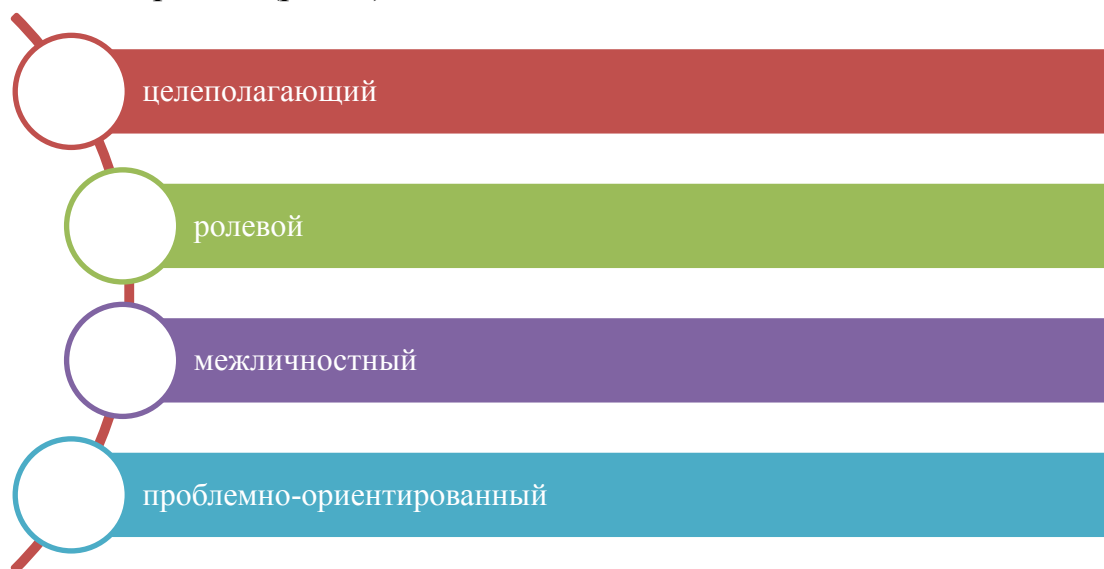 целеполагающий
ролевой
межличностный
проблемно-ориентированный